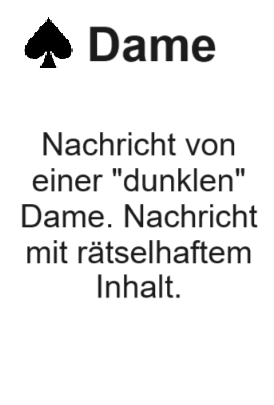 ♠ Dame
Nachricht von
einer "dunklen"
Dame. Nachricht
mit rätselhaftem
Inhalt.